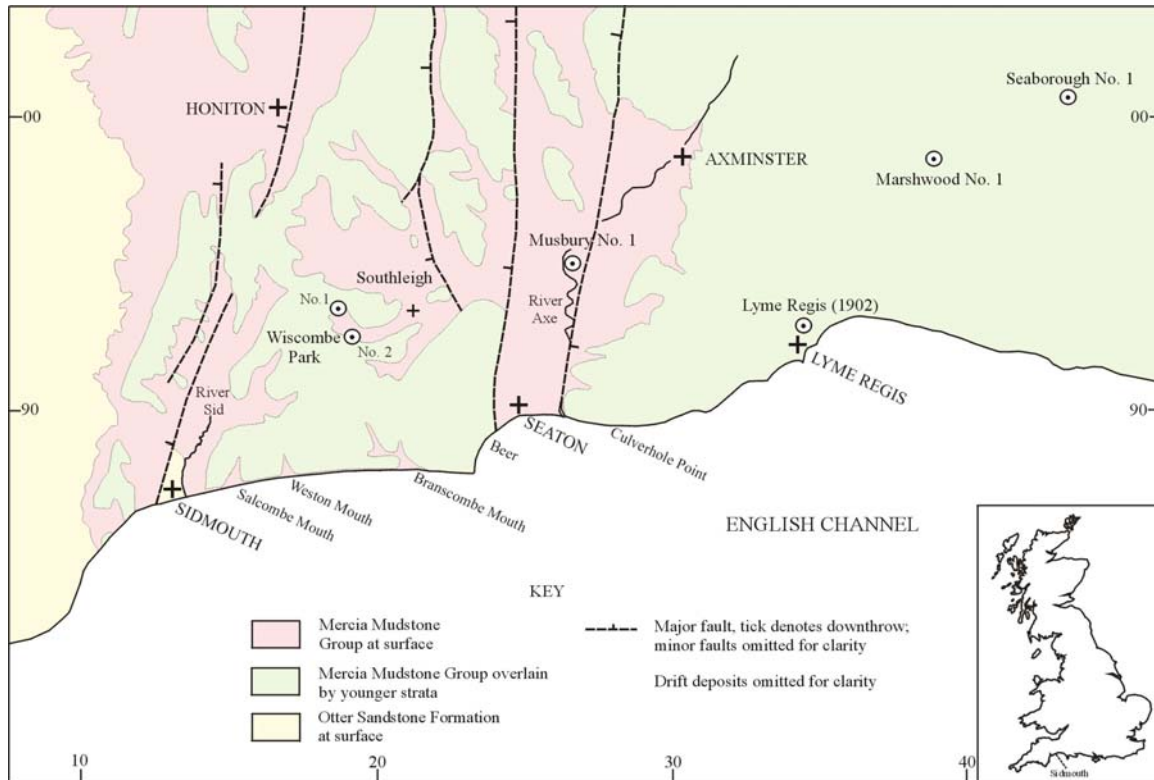 Seaborough No. 1
HONITON
00
00
AXMINSTER
Marshwood No. 1
Musbury No. 1
Southleigh
River
Axe
No.1
Lyme Regis (1902)
Wiscombe
Park
No. 2
LYME REGIS
River
Sid
90
90
SEATON
Culverhole Point
Beer
Branscombe Mouth
Weston Mouth
Salcombe Mouth
SIDMOUTH
ENGLISH CHANNEL
KEY
Mercia Mudstone
Group at surface
Mercia Mudstone Group overlain
by younger strata
Otter Sandstone Formation
at surface
Major fault, tick denotes downthrow;
minor faults omitted for clarity
Drift deposits omitted for clarity
Sidmouth
10
20
30
40